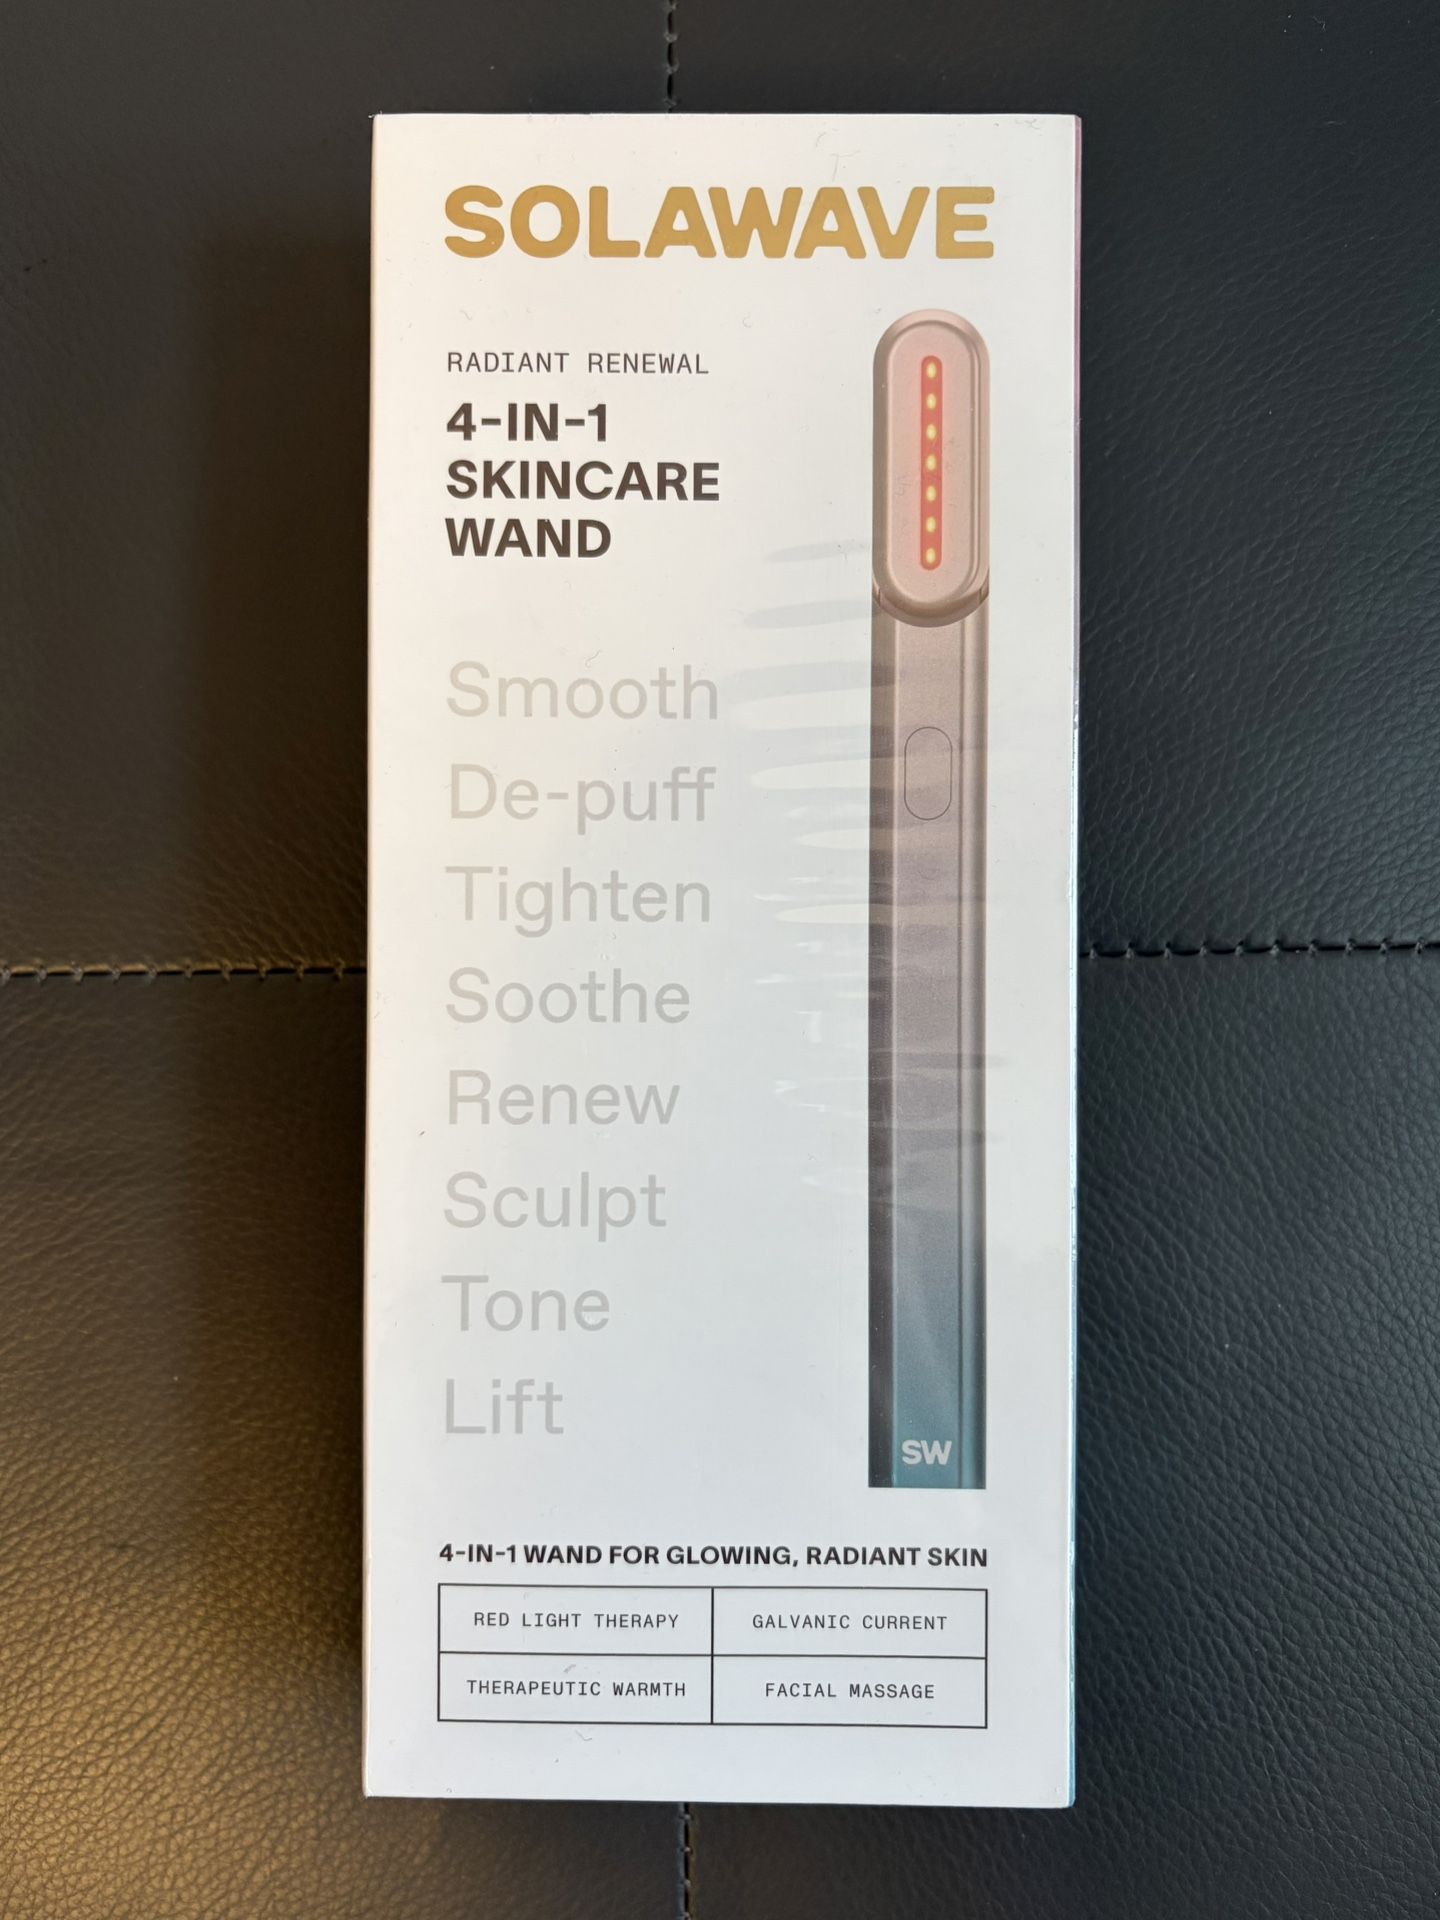 SOLAWAVE
RADIANT RENEWAL
4-IN-1
SKINCARE
WAND
Smooth
De-puff
Tighten
Soothe
Renew
Sculpt
Tone
Lift
SW
4-IN-1 WAND FOR GLOWING, RADIANT SKIN
RED LIGHT THERAPY
GALVANIC CURRENT
THERAPEUTIC WARMTH
FACIAL MASSAGE